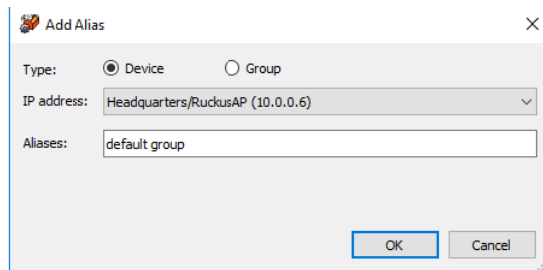 Add Alias
Type: Device Group
IP address: Headquarters/RuckusAP (10.0.0.6)
Aliases: default group
OK Cancel